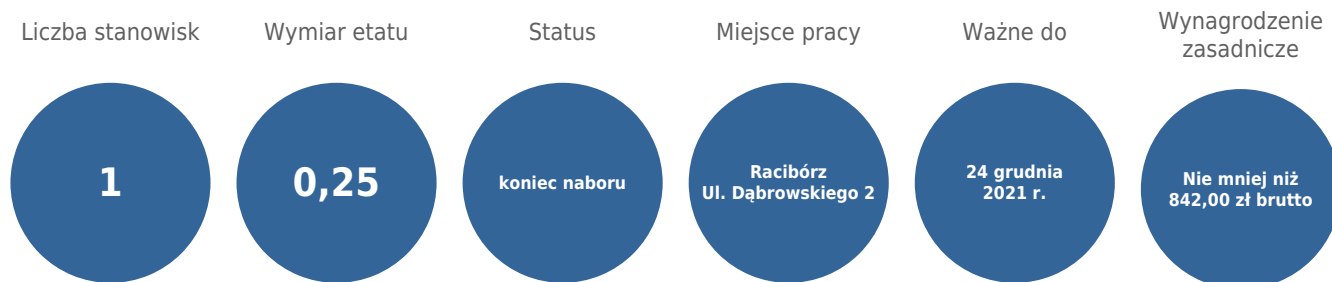 Liczba stanowisk
1
Wymiar etatu
0,25
Status
koniec naboru
Miejsce pracy
Racibórz
Ul. Dąbrowskiego 2
Ważne do
24 grudnia
2021 r.
Wynagrodzenie
zasadnicze
Nie mniej niż
842,00 zł brutto